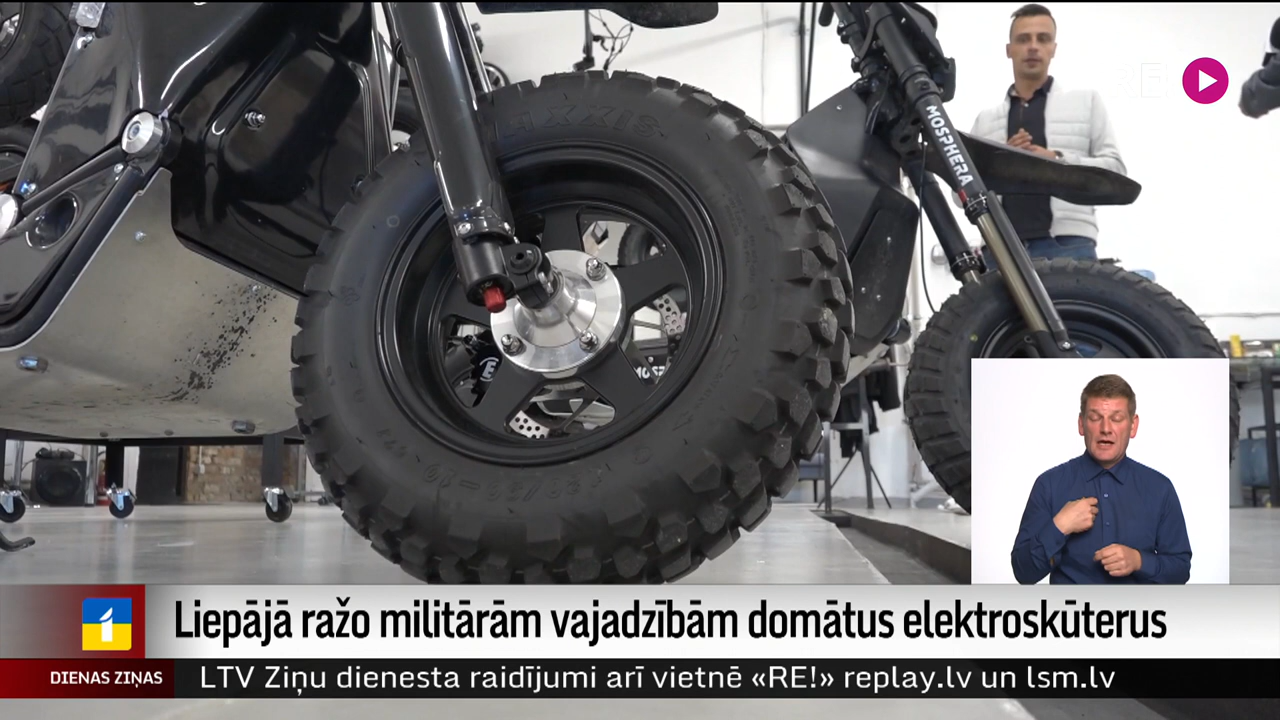 RE!
MAXXIS
MOSPHERA
Liepājā ražo militārām vajadzībām domātus elektroskūterus
1
DIENAS ZIŅAS
LTV Ziņu dienesta raidījumi arī vietnē «RE!» replay.lv un lsm.lv